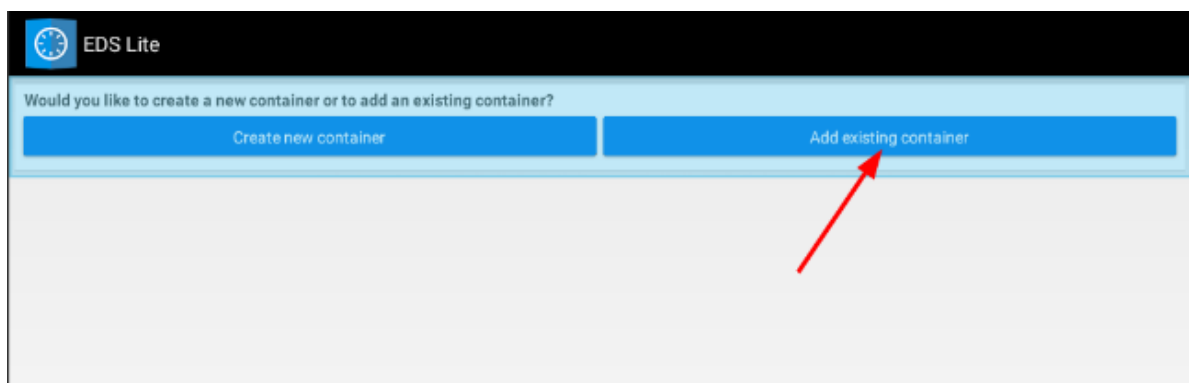 EDS Lite
Would you like to create a new container or to add an existing container?
Create new container
Add existing container